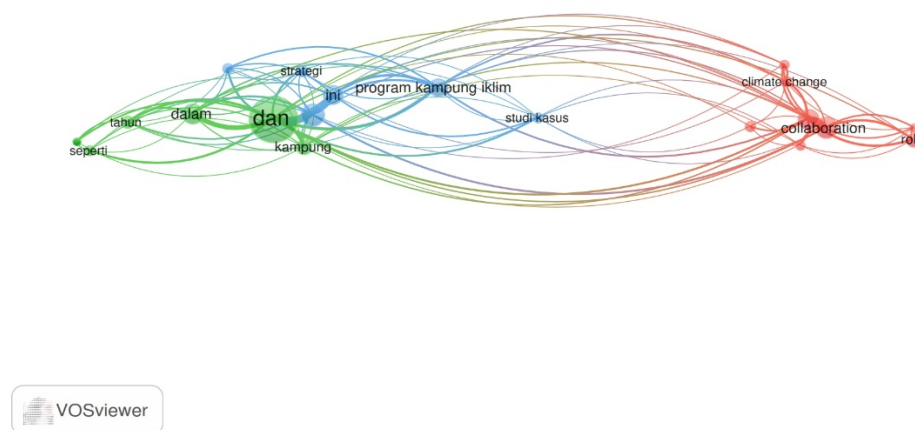 strategi
ini
program kampung iklim
climate change
tahun
dalam
dan
studi kasus
collaboration
seperti
kampung
VOSviewer